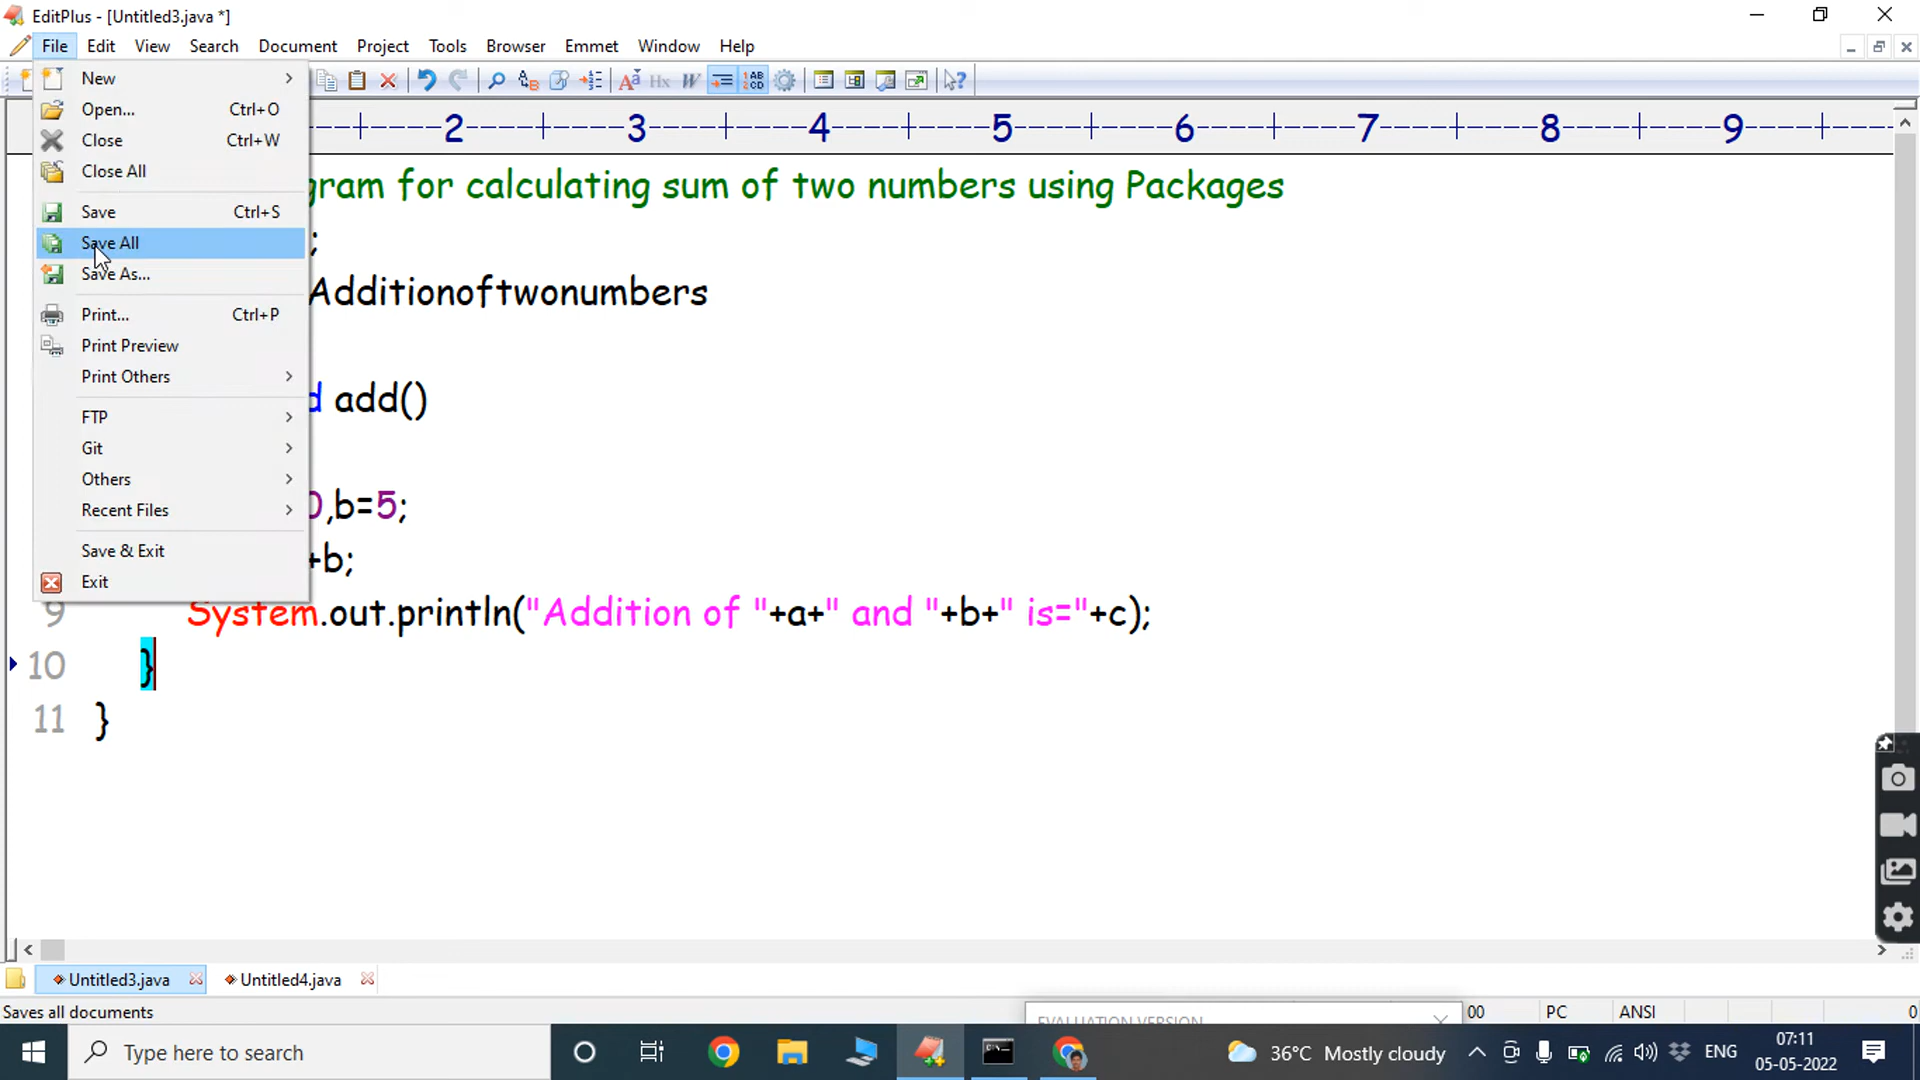 EditPlus - [Untitled3.java *]
File Edit View Search Document Project Tools Browser Emmet Window Help
New
Open... Ctrl+O
Close Ctrl+W
Close All
Save Ctrl+S
Save All
Save As...
Print... Ctrl+P
Print Preview
Print Others
FTP
Git
Others
Recent Files
Save & Exit
Exit
----+----2----+----3----+----4----+----5----+----6----+----7----+----8----+----9----+--
gram for calculating sum of two numbers using Packages
;
Additionoftwonumbers
d add()
0,b=5;
+b;
9 System.out.println("Addition of "+a+" and "+b+" is="+c);
10 }
11 }
Untitled3.java Untitled4.java
Saves all documents 00 PC ANSI 0
Type here to search
36°C Mostly cloudy ENG 07:11
05-05-2022